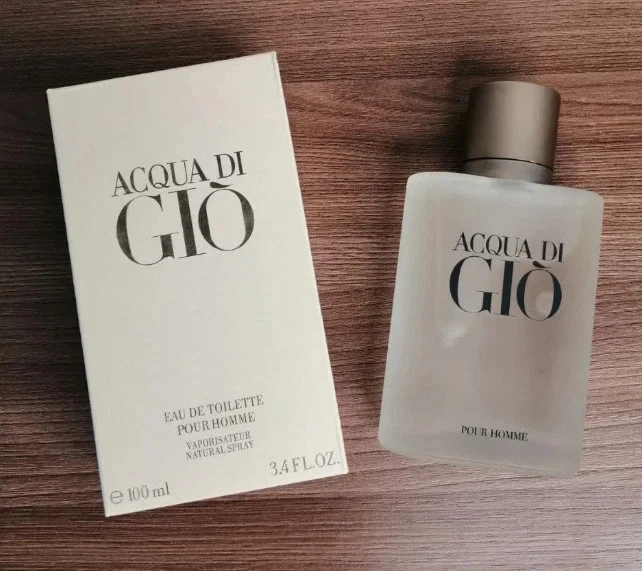 ACQUA DI
GIÒ
EAU DE TOILETTE
POUR HOMME
VAPORISATEUR
NATURAL SPRAY
℮ 100 ml
3.4 FL.OZ.
ACQUA DI
GIÒ
POUR HOMME